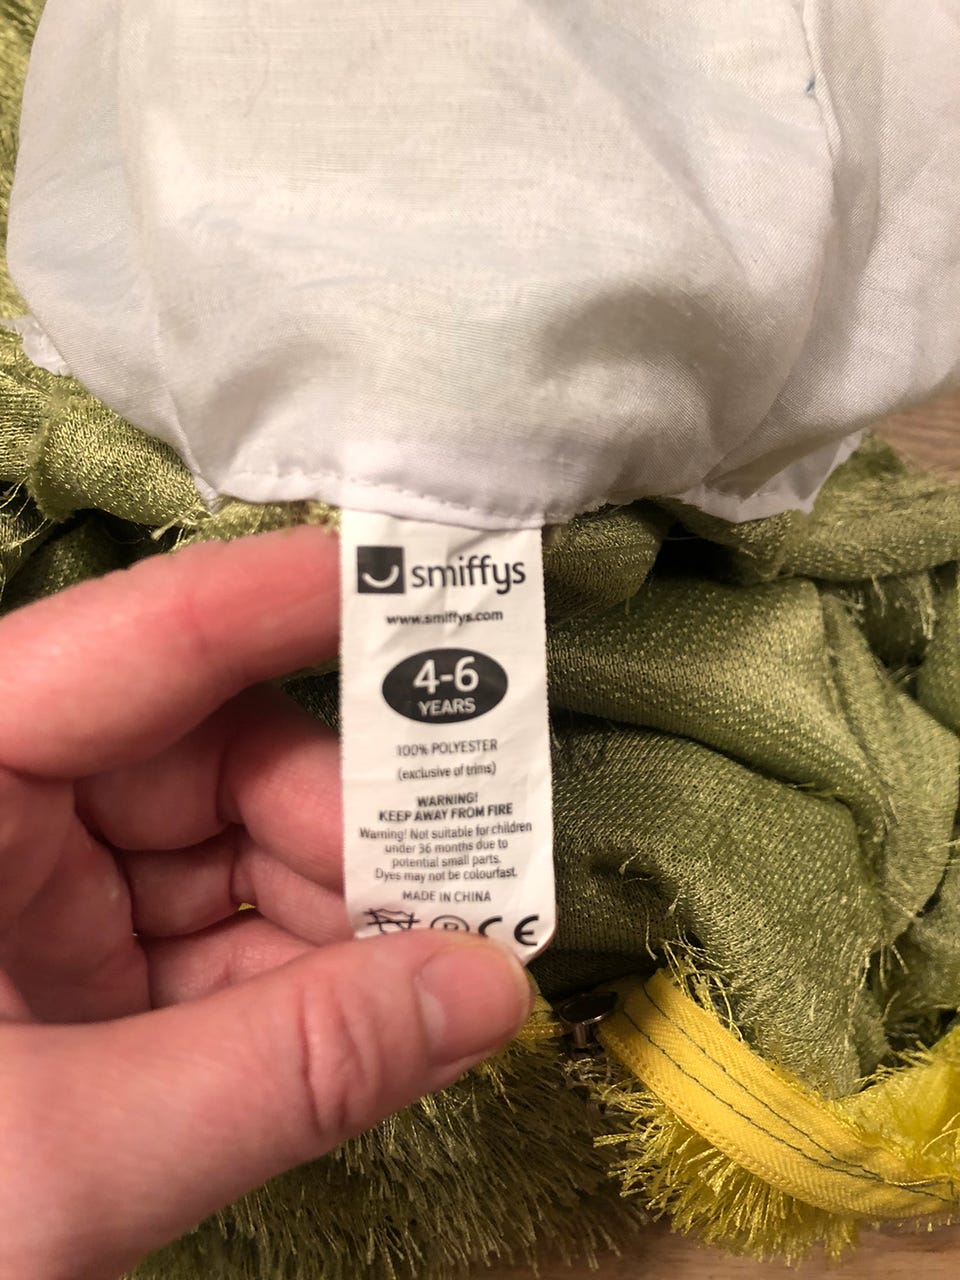 smiffys
www.smiffys.com
4-6
YEARS
100% POLYESTER
(exclusive of trims)
WARNING!
KEEP AWAY FROM FIRE
Warning! Not suitable for children
under 36 months due to
potential small parts.
Dyes may not be colourfast.
MADE IN CHINA
CE